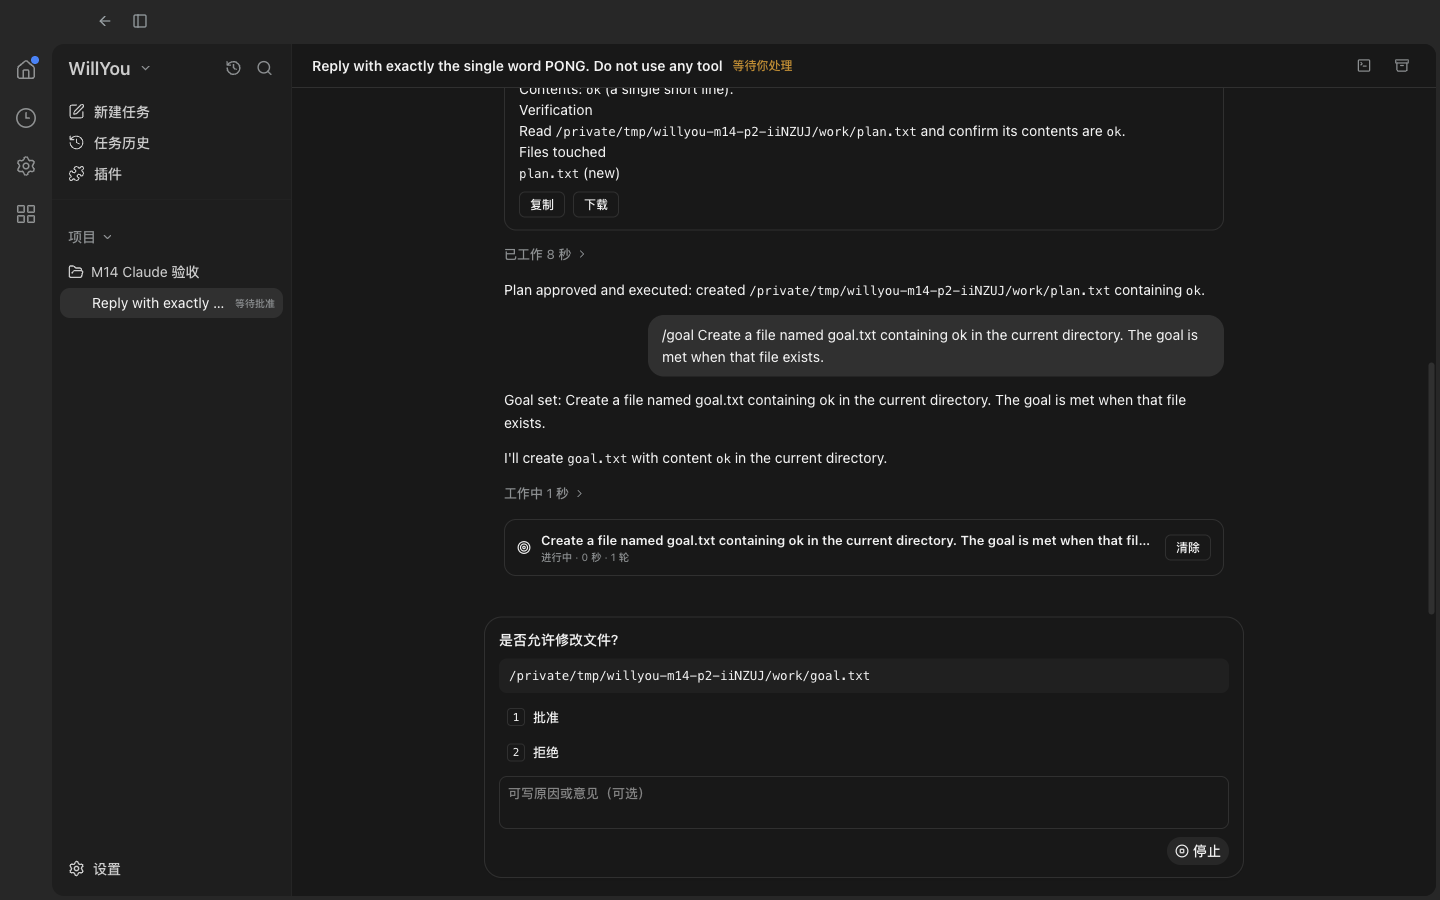 WillYou
新建任务
任务历史
插件
项目
M14 Claude 验收
Reply with exactly ... 等待批准
设置
Reply with exactly the single word PONG. Do not use any tool 等待你处理
Contents: ok (a single short line).
Verification
Read /private/tmp/willyou-m14-p2-iiNZUJ/work/plan.txt and confirm its contents are ok.
Files touched
plan.txt (new)
复制 下载
已工作 8 秒
Plan approved and executed: created /private/tmp/willyou-m14-p2-iiNZUJ/work/plan.txt containing ok.
/goal Create a file named goal.txt containing ok in the current directory. The goal is
met when that file exists.
Goal set: Create a file named goal.txt containing ok in the current directory. The goal is met when that file
exists.
I'll create goal.txt with content ok in the current directory.
工作中 1 秒
Create a file named goal.txt containing ok in the current directory. The goal is met when that fil...
进行中 · 0 秒 · 1 轮
清除
是否允许修改文件?
/private/tmp/willyou-m14-p2-iiNZUJ/work/goal.txt
1 批准
2 拒绝
可写原因或意见（可选）
停止